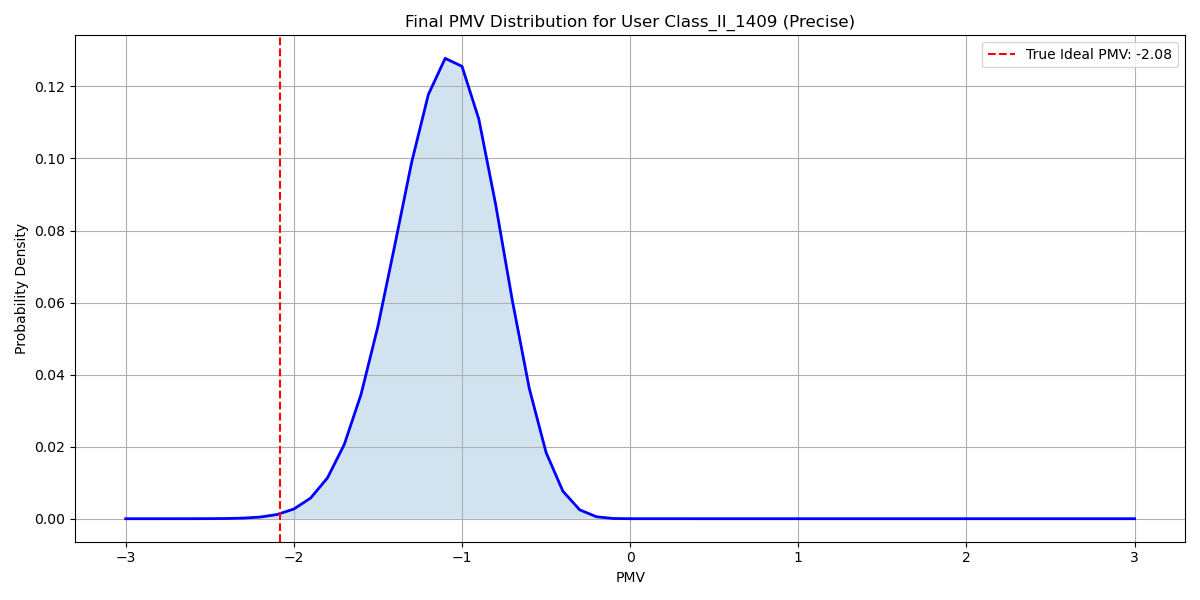 Final PMV Distribution for User Class_II_1409 (Precise)
True Ideal PMV: -2.08
Probability Density
0.12
0.10
0.08
0.06
0.04
0.02
0.00
−3 −2 −1 0 1 2 3
PMV